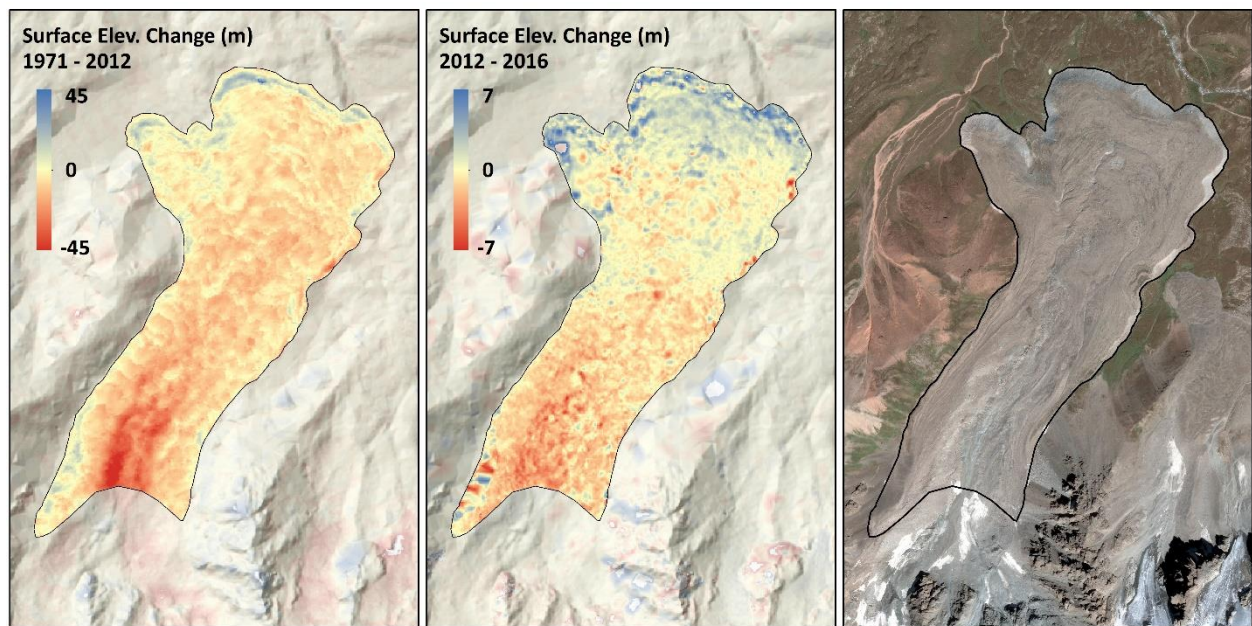 Surface Elev. Change (m)
1971 - 2012
45
0
-45
Surface Elev. Change (m)
2012 - 2016
7
0
-7